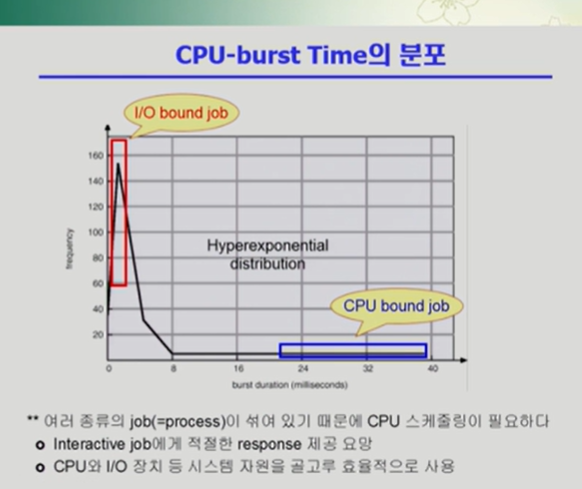 CPU-burst Time의 분포
I/O bound job
160
140
120
100
80
60
40
20
frequency
Hyperexponential
distribution
CPU bound job
0 8 16 24 32 40
burst duration (milliseconds)
** 여러 종류의 job(=process)이 섞여 있기 때문에 CPU 스케줄링이 필요하다
Interactive job에게 적절한 response 제공 요망
CPU와 I/O 장치 등 시스템 자원을 골고루 효율적으로 사용